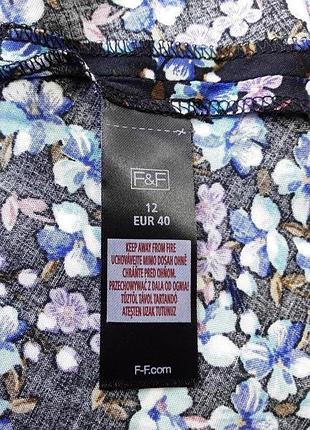 F&F
12
EUR 40
KEEP AWAY FROM FIRE
UCHOVÁVEJTE MIMO DOSAH OHNĚ
CHRÁŇTE PRED OHŇOM.
PRZECHOWYWAĆ Z DALA OD OGNIA!
TŰZTŐL TÁVOL TARTANDÓ
ATEŞTEN UZAK TUTUNUZ
F-F.com